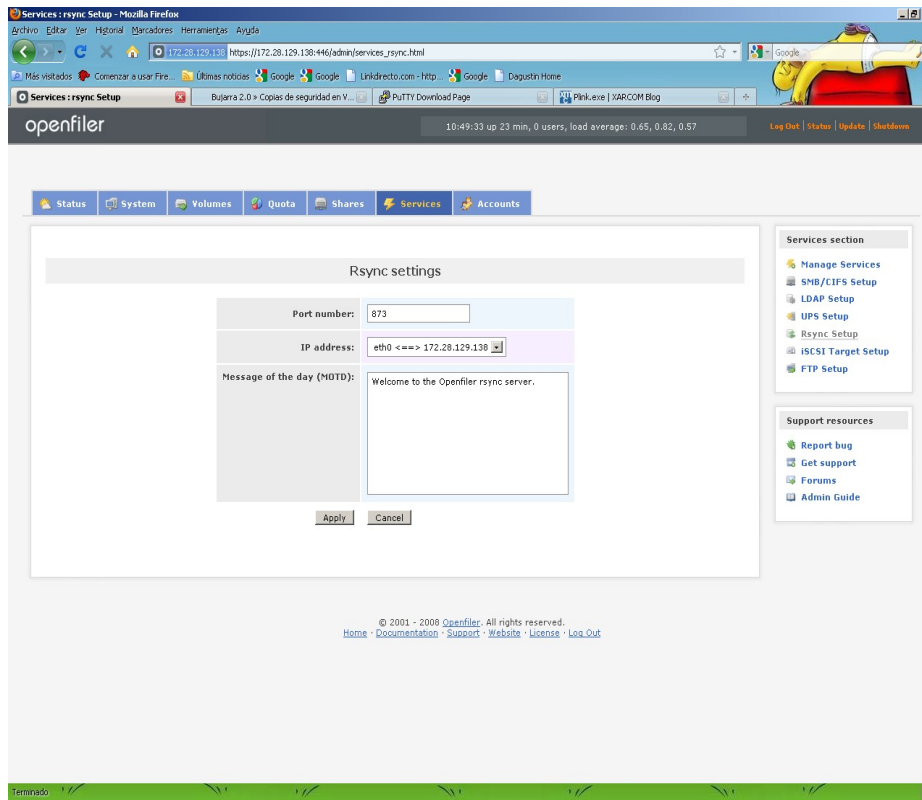 Services : rsync Setup - Mozilla Firefox
Archivo Editar Ver Historial Marcadores Herramientas Ayuda
172.28.129.138 https://172.28.129.138:446/admin/services_rsync.html
Google
Más visitados Comenzar a usar Fire... Últimas noticias Google Google Linkdirecto.com - http... Google Dagustin Home
Services : rsync Setup Bujarra 2.0 » Copias de seguridad en V... PuTTY Download Page Plink.exe | XARCOM Blog
openfiler 10:49:33 up 23 min, 0 users, load average: 0.65, 0.82, 0.57 Log Out | Status | Update | Shutdown
Status System Volumes Quota Shares Services Accounts
Rsync settings
Port number: 873
IP address: eth0 <==> 172.28.129.138
Message of the day (MOTD): Welcome to the Openfiler rsync server.
Apply Cancel
Services section
Manage Services
SMB/CIFS Setup
LDAP Setup
UPS Setup
Rsync Setup
iSCSI Target Setup
FTP Setup
Support resources
Report bug
Get support
Forums
Admin Guide
© 2001 - 2008 Openfiler. All rights reserved.
Home · Documentation · Support · Website · License · Log Out
Terminado